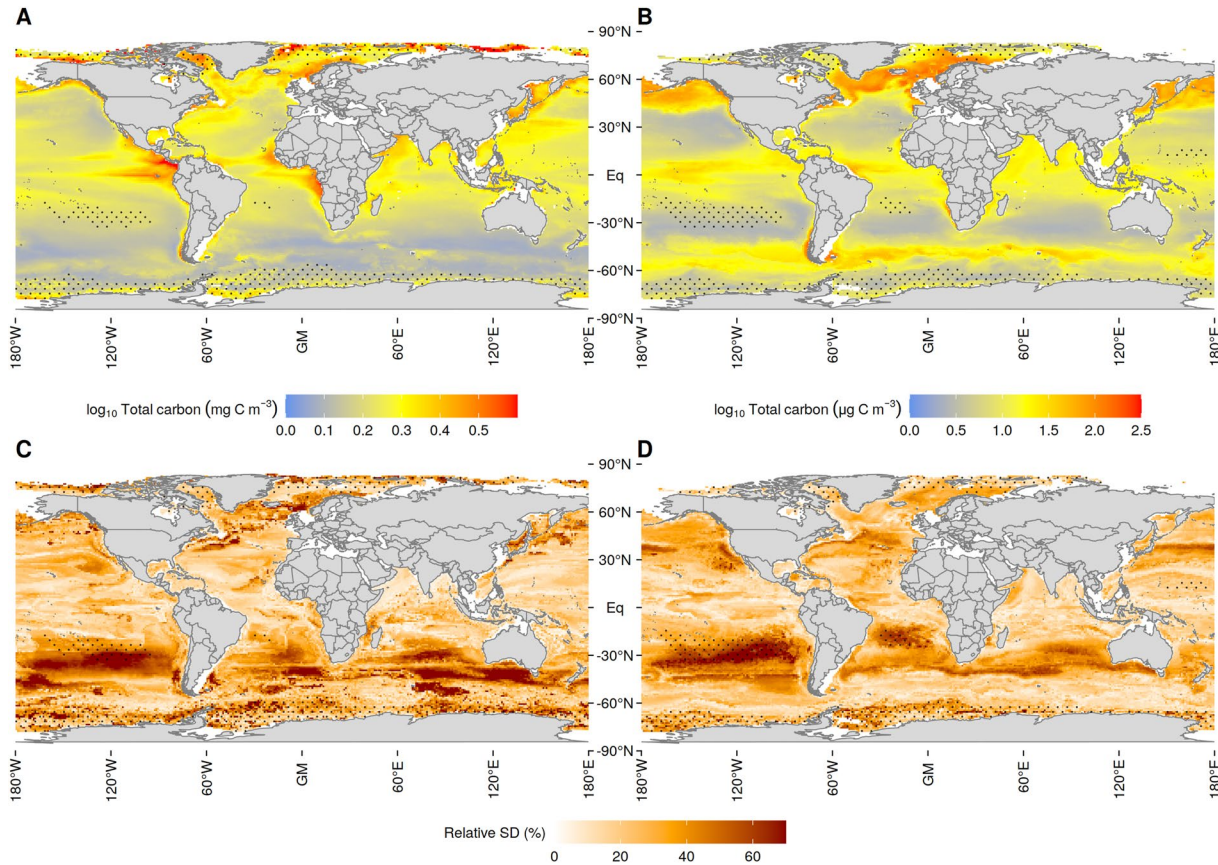 A
B
90°N
60°N
30°N
Eq
-30°N
-60°N
-90°N
180°W
120°W
60°W
GM
60°E
120°E
180°E
180°W
120°W
60°W
GM
60°E
120°E
180°E
log10 Total carbon (mg C m−3)
0.0 0.1 0.2 0.3 0.4 0.5
log10 Total carbon (µg C m−3)
0.0 0.5 1.0 1.5 2.0 2.5
C
D
90°N
60°N
30°N
Eq
-30°N
-60°N
-90°N
180°W
120°W
60°W
GM
60°E
120°E
180°E
180°W
120°W
60°W
GM
60°E
120°E
180°E
Relative SD (%)
0 20 40 60